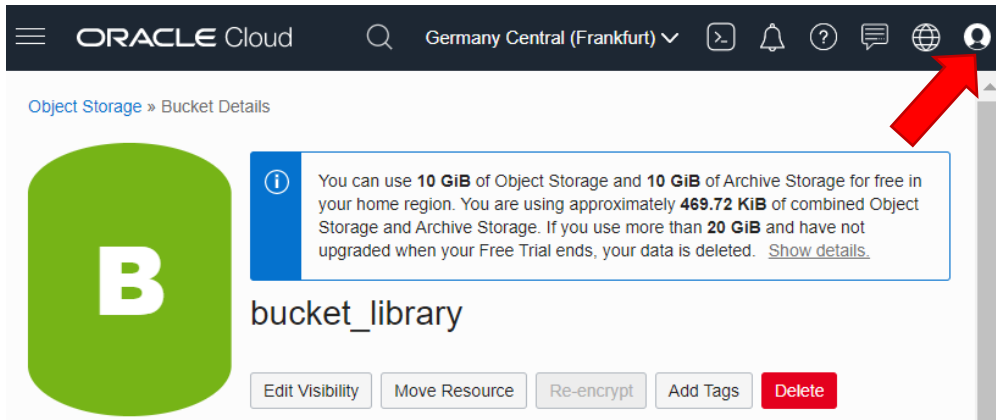 ORACLE Cloud Germany Central (Frankfurt)
Object Storage » Bucket Details
B
You can use 10 GiB of Object Storage and 10 GiB of Archive Storage for free in
your home region. You are using approximately 469.72 KiB of combined Object
Storage and Archive Storage. If you use more than 20 GiB and have not
upgraded when your Free Trial ends, your data is deleted. Show details.
bucket_library
Edit Visibility Move Resource Re-encrypt Add Tags Delete